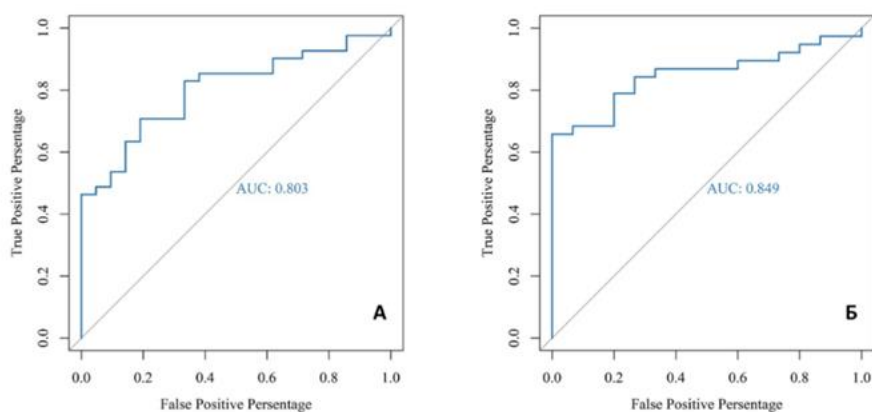 True Positive Persentage
1.0
0.8
0.6
0.4
0.2
0.0
AUC: 0.803
А
0.0 0.2 0.4 0.6 0.8 1.0
False Positive Persentage
True Positive Persentage
1.0
0.8
0.6
0.4
0.2
0.0
AUC: 0.849
Б
0.0 0.2 0.4 0.6 0.8 1.0
False Positive Persentage